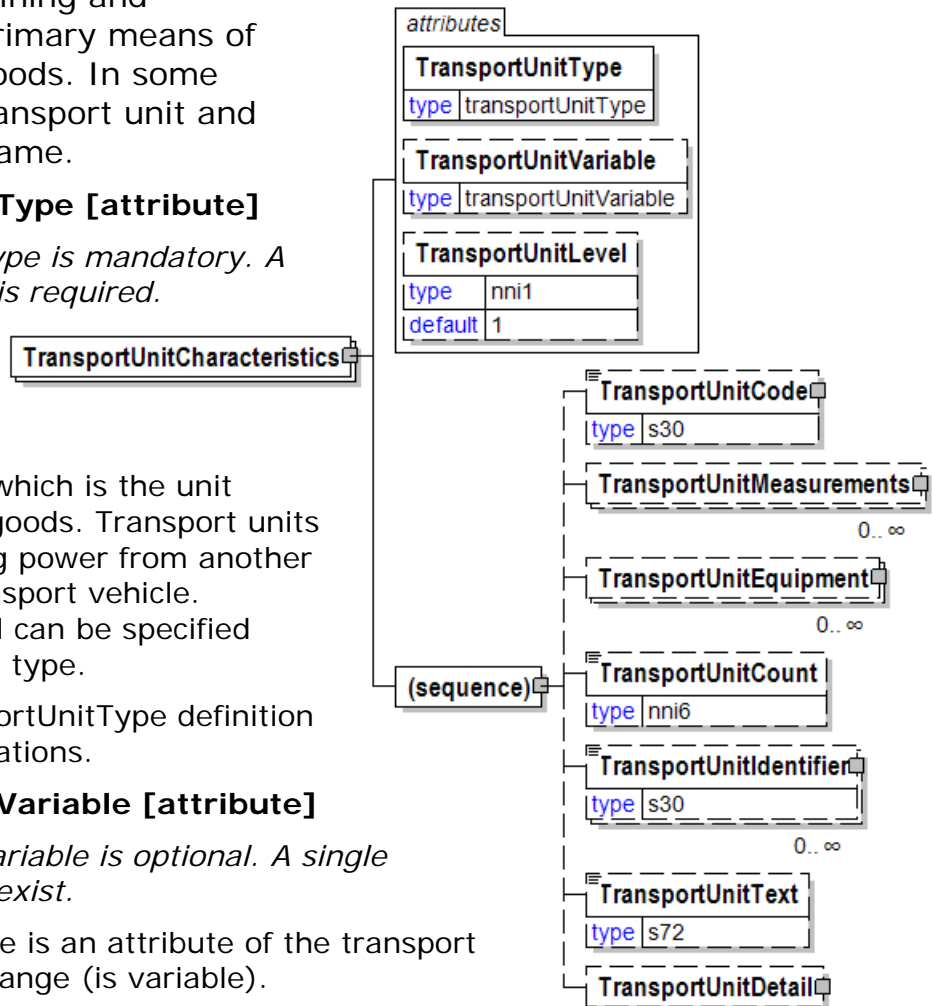 rimary means of
oods. In some
ansport unit and
ame.
Type [attribute]
ype is mandatory. A
is required.
which is the unit
goods. Transport units
g power from another
sport vehicle.
l can be specified
type.
ortUnitType definition
ations.
Variable [attribute]
ariable is optional. A single
exist.
e is an attribute of the transport
ange (is variable).
attributes
TransportUnitType
type transportUnitType
TransportUnitVariable
type transportUnitVariable
TransportUnitLevel
type nni1
default 1
TransportUnitCharacteristics
(sequence)
TransportUnitCode
type s30
TransportUnitMeasurements
0.. ∞
TransportUnitEquipment
0.. ∞
TransportUnitCount
type nni6
TransportUnitIdentifier
type s30
0.. ∞
TransportUnitText
type s72
TransportUnitDetail